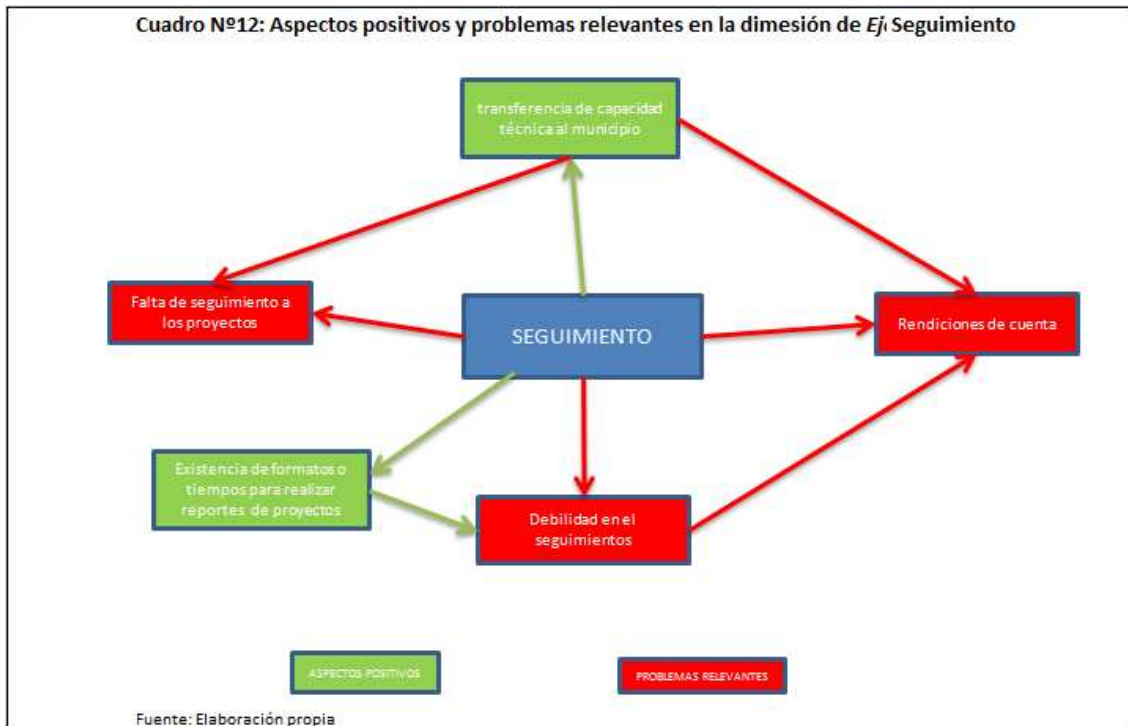 Cuadro Nº12: Aspectos positivos y problemas relevantes en la dimesión de Eje Seguimiento
transferencia de capacidad
técnica al municipio
Falta de seguimiento a
los proyectos
SEGUIMIENTO
Rendiciones de cuenta
Existencia de formatos o
tiempos para realizar
reportes de proyectos
Debilidad en el
seguimientos
ASPECTOS POSITIVOS
PROBLEMAS RELEVANTES
Fuente: Elaboración propia